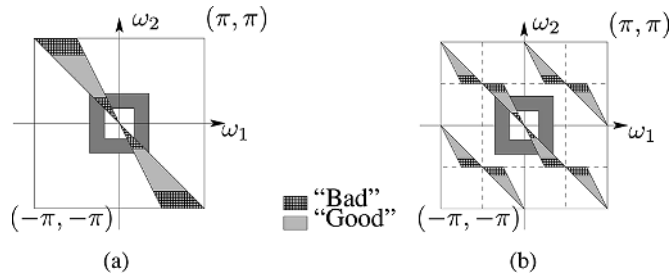 ω₂ (π, π)
ω₁
(−π, −π)
(a)
“Bad”
“Good”
ω₂ (π, π)
ω₁
(−π, −π)
(b)